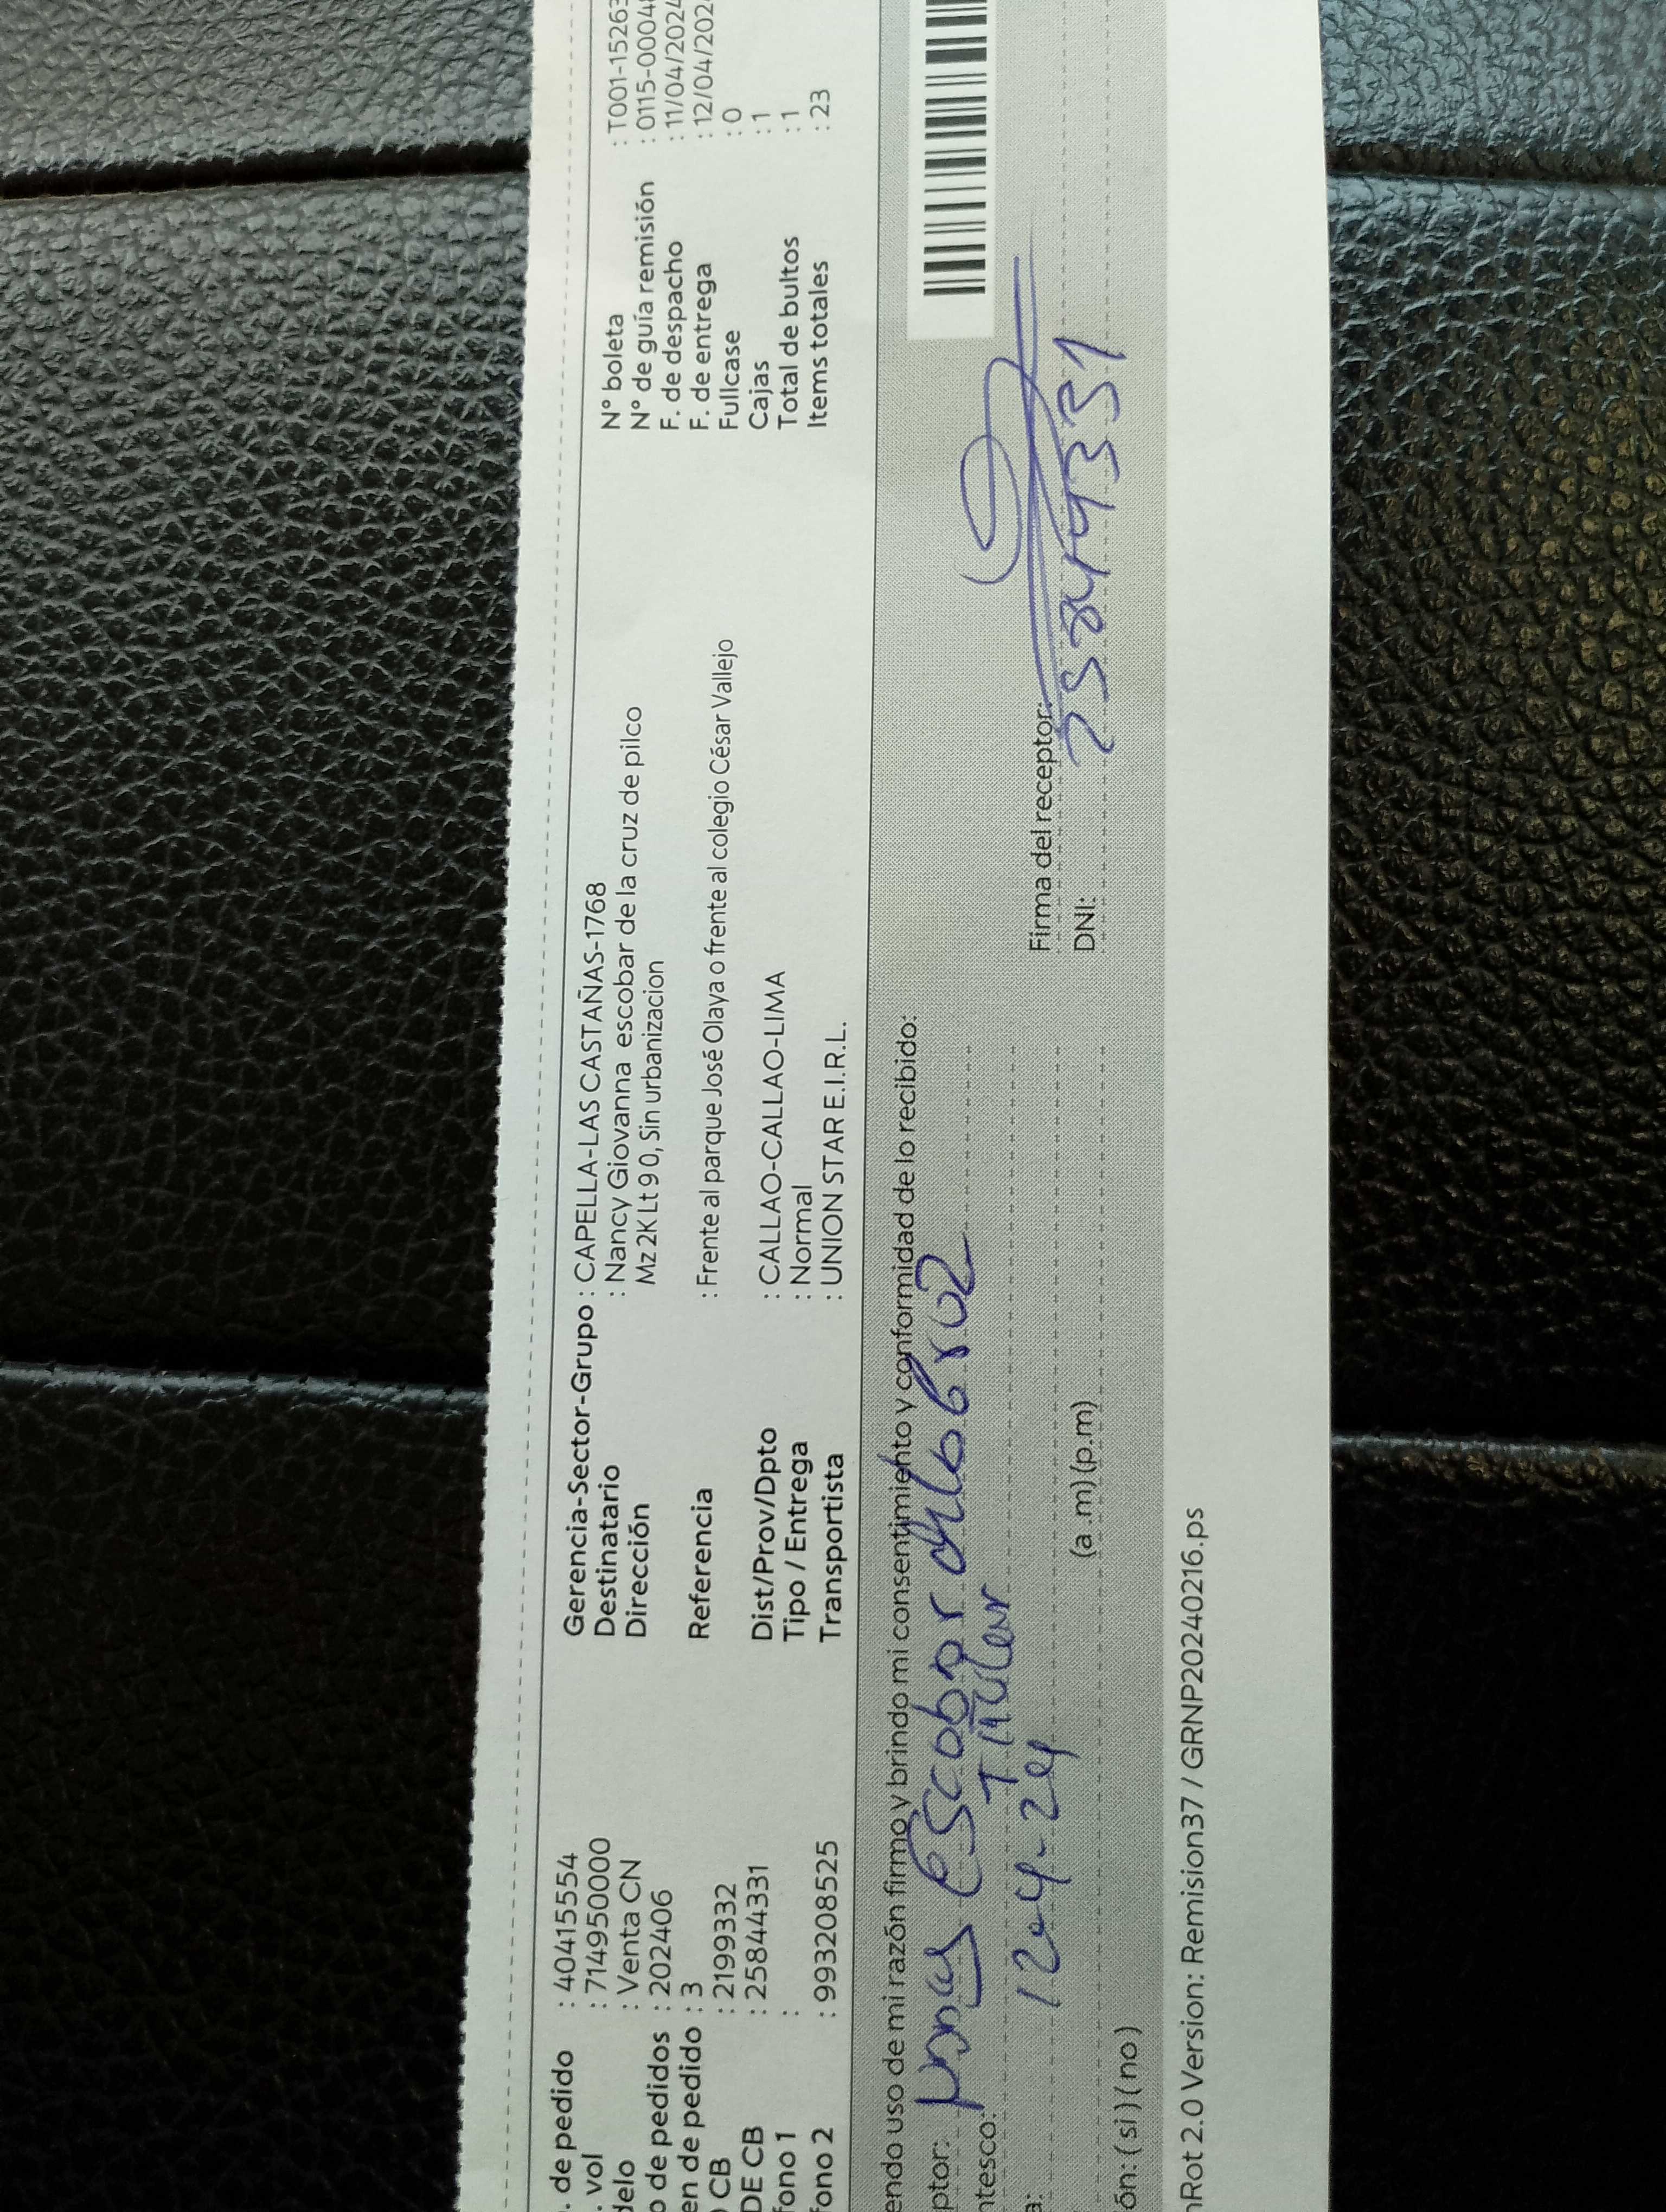 . de pedido : 40415554
. vol : 714950000
delo : Venta CN
o de pedidos : 202406
en de pedido : 3
CB : 2199332
DE CB : 25844331
fono 1 :
fono 2 : 993208525
Gerencia-Sector-Grupo : CAPELLA-LAS CASTAÑAS-1768
Destinatario : Nancy Giovanna escobar de la cruz de pilco
Dirección Mz 2K Lt 9 0, Sin urbanizacion
Referencia : Frente al parque José Olaya o frente al colegio César Vallejo
Dist/Prov/Dpto : CALLAO-CALLAO-LIMA
Tipo / Entrega : Normal
Transportista : UNION STAR E.I.R.L.
N° boleta : T001-15263
N° de guía remisión : 0115-00004
F. de despacho : 11/04/2024
F. de entrega : 12/04/202
Fullcase : 0
Cajas : 1
Total de bultos : 1
Items totales : 23
endo uso de mi razón firmo y brindo mi consentimiento y conformidad de lo recibido:
ptor: Escobar
ntesco: Titular
a: 12-4-24
(a .m) (p.m)
ón: ( si ) ( no )
Firma del receptor:
DNI: 25844331
nRot 2.0 Version: Remision37 / GRNP20240216.ps